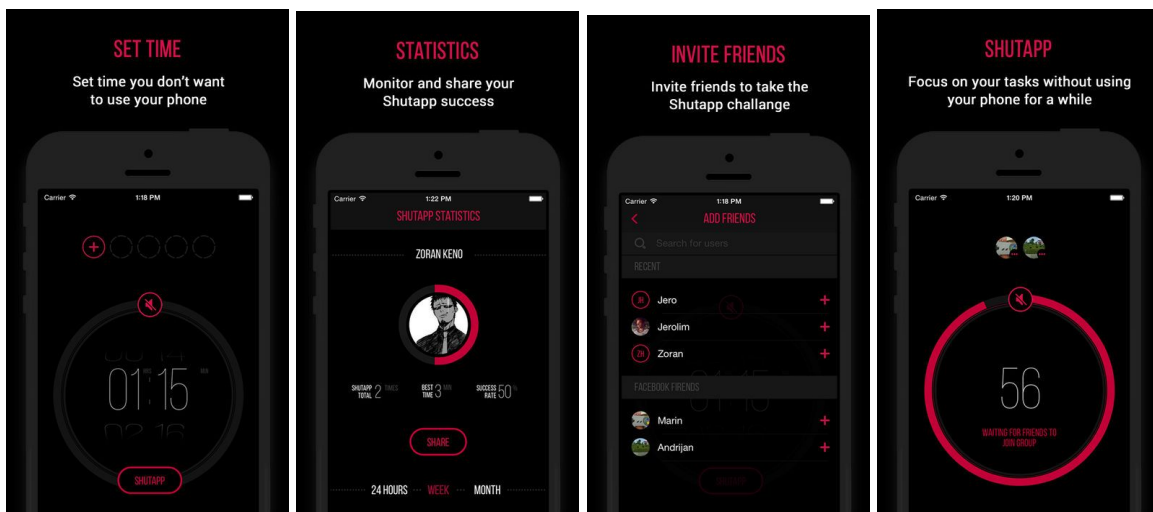 SET TIME
Set time you don't want
to use your phone
Carrier 1:18 PM
01:15
SHUTAPP
STATISTICS
Monitor and share your
Shutapp success
Carrier 1:22 PM
SHUTAPP STATISTICS
ZORAN KENO
SHUTAPP TOTAL 2 TIMES BEST TIME 3 MIN SUCCESS RATE 50 %
SHARE
24 HOURS WEEK MONTH
INVITE FRIENDS
Invite friends to take the
Shutapp challange
Carrier 1:18 PM
ADD FRIENDS
Search for users
RECENT
Jero
Jerolim
ZH Zoran
FACEBOOK FIRENDS
Marin
Andrijan
SHUTAPP
Focus on your tasks without using
your phone for a while
Carrier 1:20 PM
56
WAITING FOR FRIENDS TO
JOIN GROUP